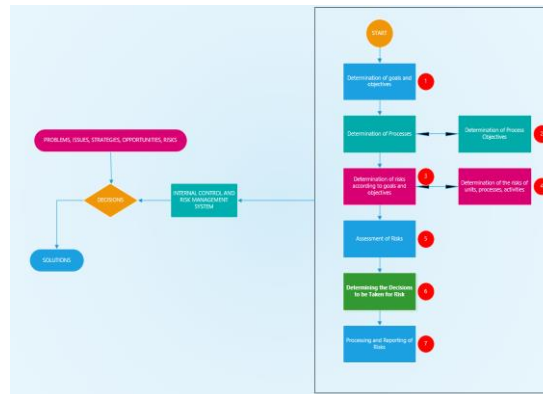 START
Determination of goals and
objectives
1
Determination of Processes
Determination of Process
Objectives
2
PROBLEMS, ISSUES, STRATEGIES, OPPORTUNITIES, RISKS
Determination of risks
according to goals and
objectives
3
Determination of the risks of
units, processes, activities
4
DECISIONS
INTERNAL CONTROL AND
RISK MANAGEMENT
SYSTEM
Assessment of Risks
5
SOLUTIONS
Determining the Decisions
to be Taken for Risk
6
Processing and Reporting of
Risks
7